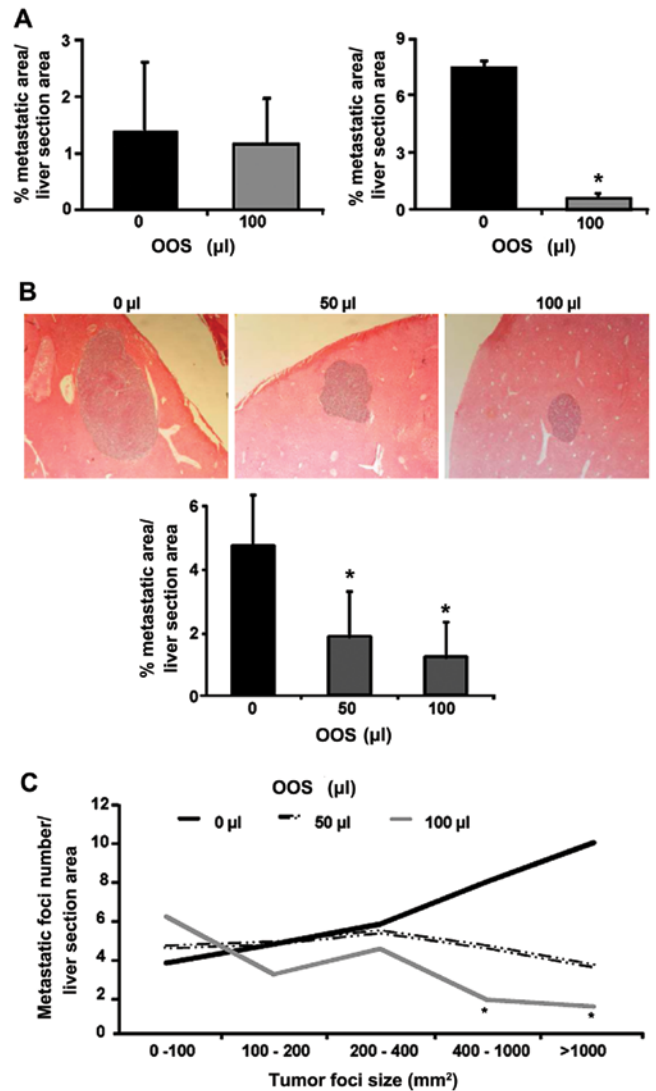 A
% metastatic area/
liver section area
3
2
1
0
0
100
OOS (µl)
% metastatic area/
liver section area
9
6
3
0
*
0
100
OOS (µl)
B
0 µl
50 µl
100 µl
% metastatic area/
liver section area
6
4
2
0
*
*
0
50
100
OOS (µl)
C
OOS (µl)
0 µl
50 µl
100 µl
Metastatic foci number/
liver section area
12
10
8
6
4
2
0
*
*
0 -100
100 - 200
200 - 400
400 - 1000
>1000
Tumor foci size (mm²)